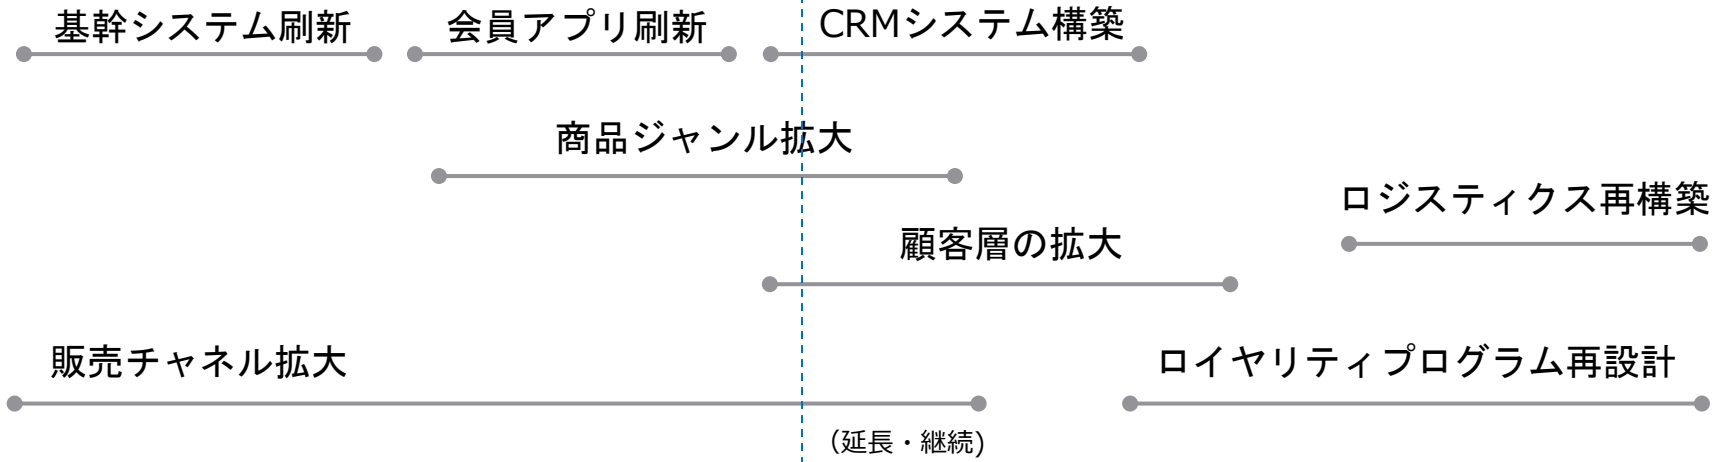 基幹システム刷新
会員アプリ刷新
CRMシステム構築
商品ジャンル拡大
ロジスティクス再構築
顧客層の拡大
販売チャネル拡大
ロイヤリティプログラム再設計
（延長・継続)